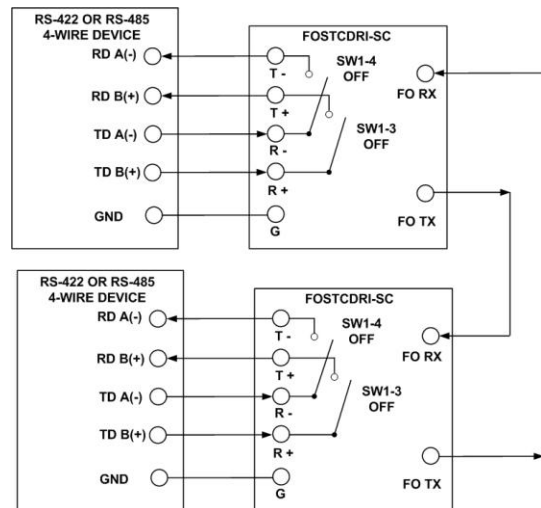 RS-422 OR RS-485
4-WIRE DEVICE
RD A(-)
RD B(+)
TD A(-)
TD B(+)
GND
FOSTCDRI-SC
T -
T +
R -
R +
G
SW1-4
OFF
SW1-3
OFF
FO RX
FO TX
RS-422 OR RS-485
4-WIRE DEVICE
RD A(-)
RD B(+)
TD A(-)
TD B(+)
GND
FOSTCDRI-SC
T -
T +
R -
R +
G
SW1-4
OFF
SW1-3
OFF
FO RX
FO TX